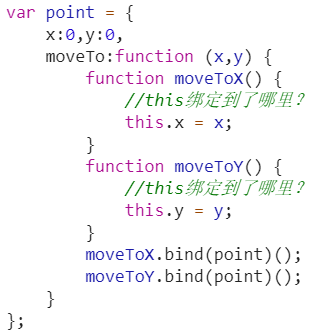 var point = {
    x:0,y:0,
    moveTo:function (x,y) {
        function moveToX() {
            //this绑定到了哪里?
            this.x = x;
        }
        function moveToY() {
            //this绑定到了哪里?
            this.y = y;
        }
        moveToX.bind(point)();
        moveToY.bind(point)();
    }
};